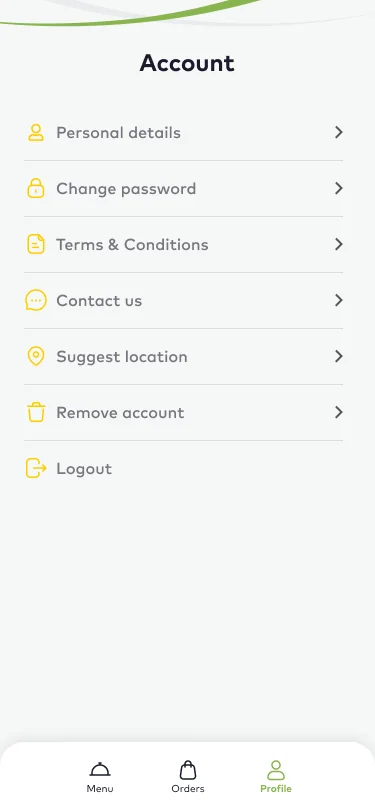 Account
Personal details
Change password
Terms & Conditions
Contact us
Suggest location
Remove account
Logout
Menu
Orders
Profile